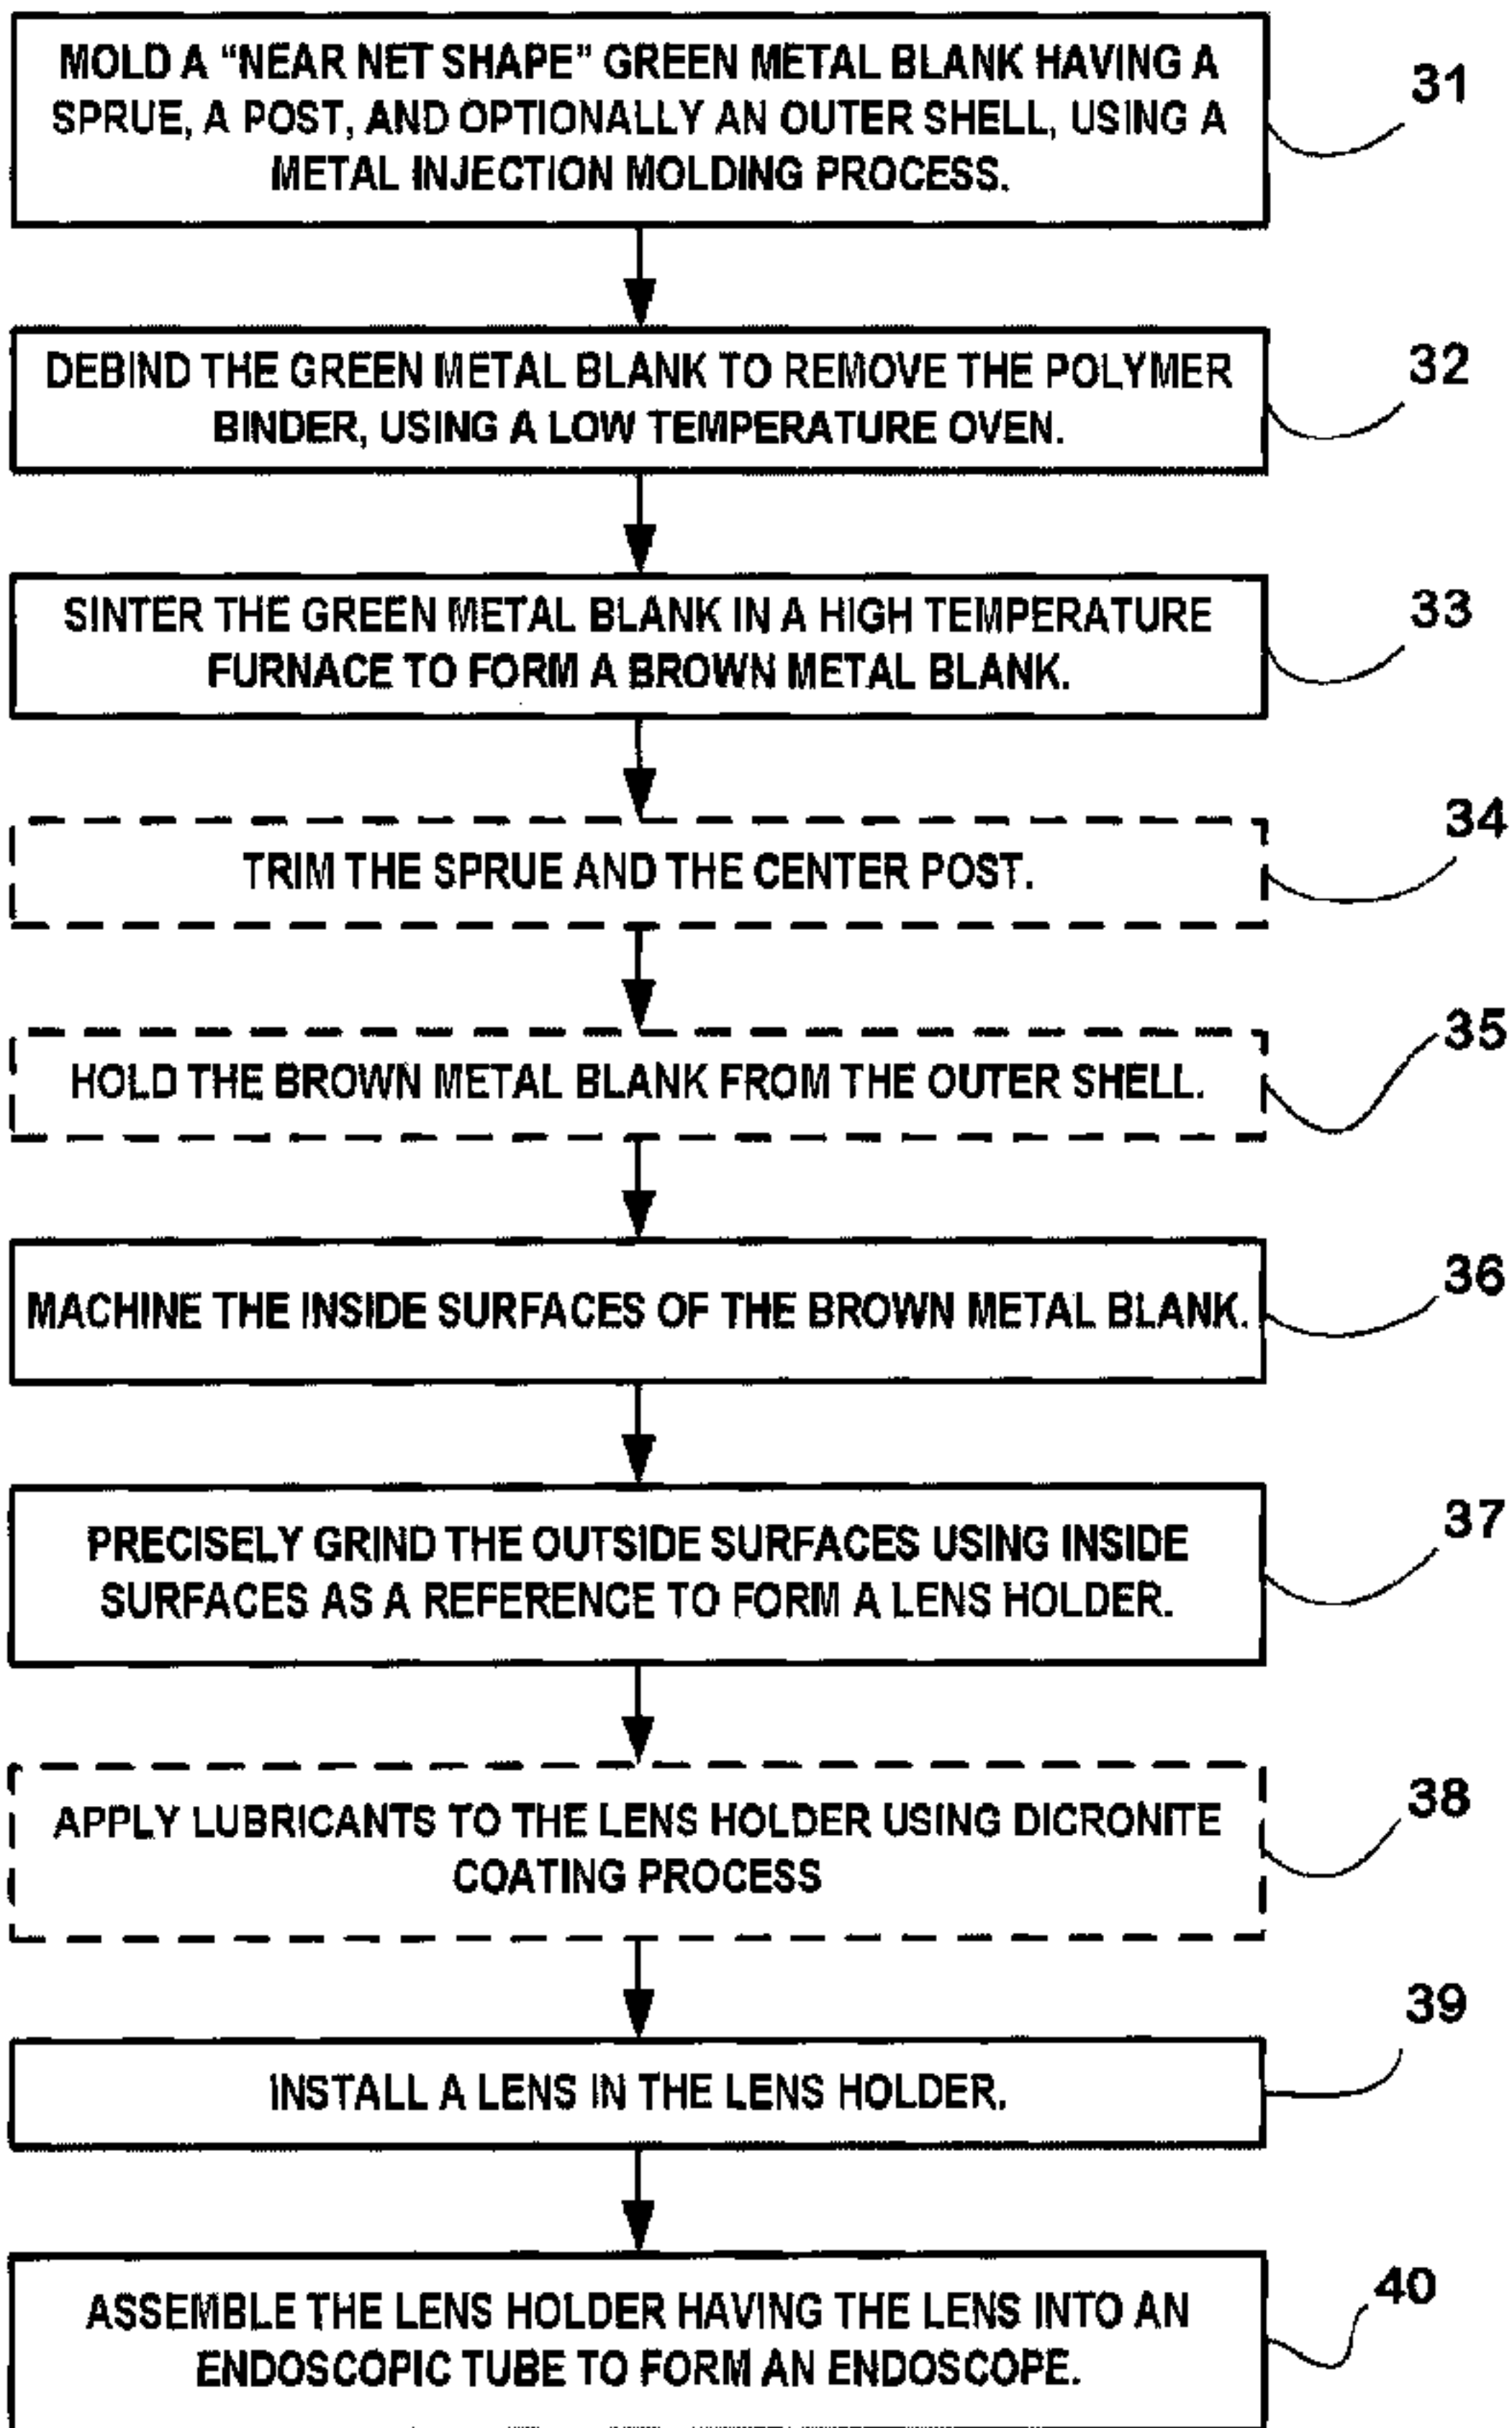 MOLD A “NEAR NET SHAPE” GREEN METAL BLANK HAVING A
SPRUE, A POST, AND OPTIONALLY AN OUTER SHELL, USING A
METAL INJECTION MOLDING PROCESS.
31
DEBIND THE GREEN METAL BLANK TO REMOVE THE POLYMER
BINDER, USING A LOW TEMPERATURE OVEN.
32
SINTER THE GREEN METAL BLANK IN A HIGH TEMPERATURE
FURNACE TO FORM A BROWN METAL BLANK.
33
TRIM THE SPRUE AND THE CENTER POST.
34
HOLD THE BROWN METAL BLANK FROM THE OUTER SHELL.
35
MACHINE THE INSIDE SURFACES OF THE BROWN METAL BLANK.
36
PRECISELY GRIND THE OUTSIDE SURFACES USING INSIDE
SURFACES AS A REFERENCE TO FORM A LENS HOLDER.
37
APPLY LUBRICANTS TO THE LENS HOLDER USING DICRONITE
COATING PROCESS
38
INSTALL A LENS IN THE LENS HOLDER.
39
ASSEMBLE THE LENS HOLDER HAVING THE LENS INTO AN
ENDOSCOPIC TUBE TO FORM AN ENDOSCOPE.
40